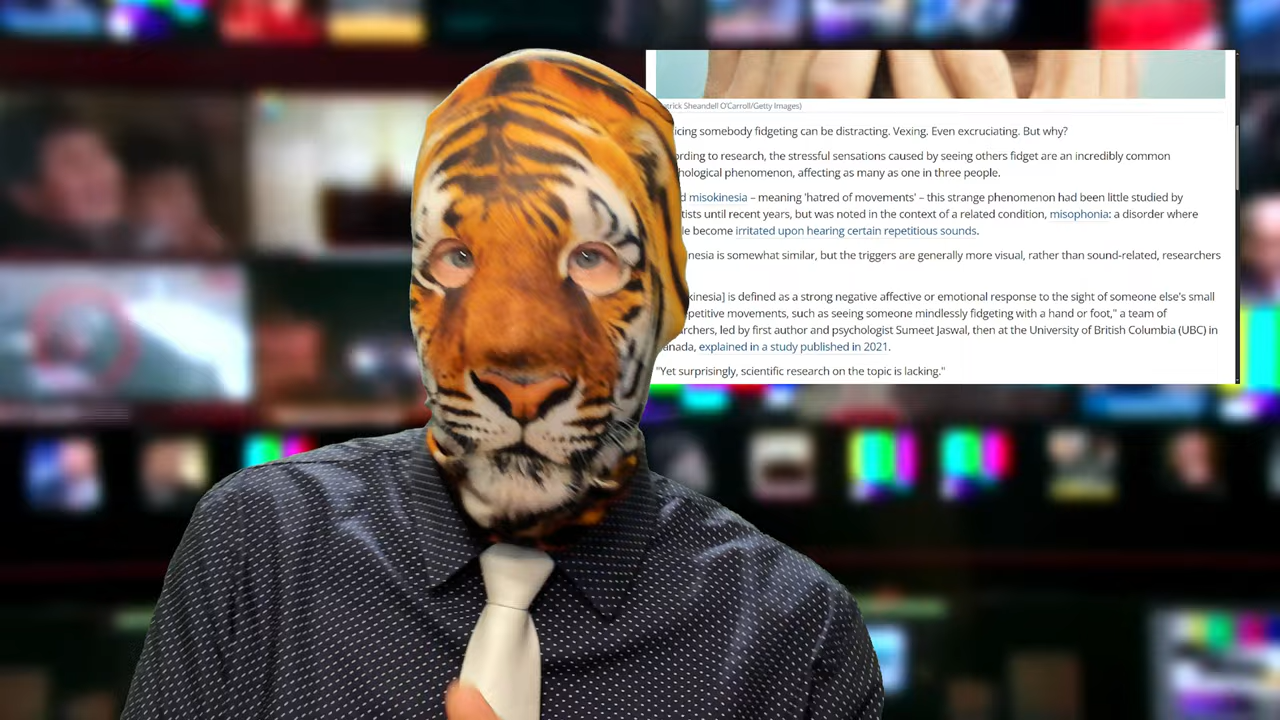 rick Sheandell O'Carroll/Getty Images)
icing somebody fidgeting can be distracting. Vexing. Even excruciating. But why?
ording to research, the stressful sensations caused by seeing others fidget are an incredibly common
hological phenomenon, affecting as many as one in three people.
d misokinesia – meaning 'hatred of movements' – this strange phenomenon had been little studied by
tists until recent years, but was noted in the context of a related condition, misophonia: a disorder where
le become irritated upon hearing certain repetitious sounds.
nesia is somewhat similar, but the triggers are generally more visual, rather than sound-related, researchers
kinesia] is defined as a strong negative affective or emotional response to the sight of someone else's small
petitive movements, such as seeing someone mindlessly fidgeting with a hand or foot," a team of
rchers, led by first author and psychologist Sumeet Jaswal, then at the University of British Columbia (UBC) in
anada, explained in a study published in 2021.
"Yet surprisingly, scientific research on the topic is lacking."